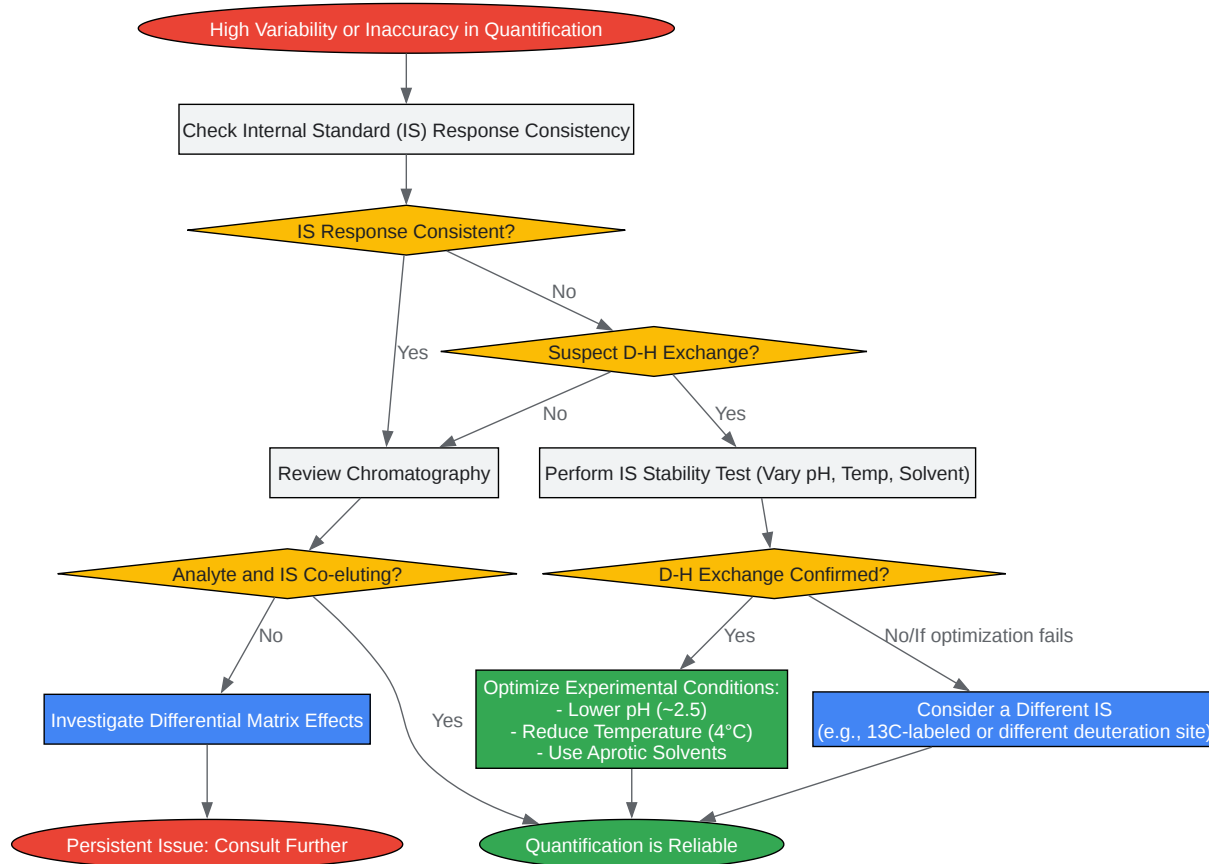 High Variability or Inaccuracy in Quantification
Check Internal Standard (IS) Response Consistency
IS Response Consistent?
No
Yes
Suspect D-H Exchange?
No
Yes
Review Chromatography
Perform IS Stability Test (Vary pH, Temp, Solvent)
Analyte and IS Co-eluting?
D-H Exchange Confirmed?
No
Yes
No/If optimization fails
Investigate Differential Matrix Effects
Yes
Optimize Experimental Conditions:
- Lower pH (~2.5)
- Reduce Temperature (4°C)
- Use Aprotic Solvents
Consider a Different IS
(e.g., 13C-labeled or different deuteration site)
Persistent Issue: Consult Further
Quantification is Reliable